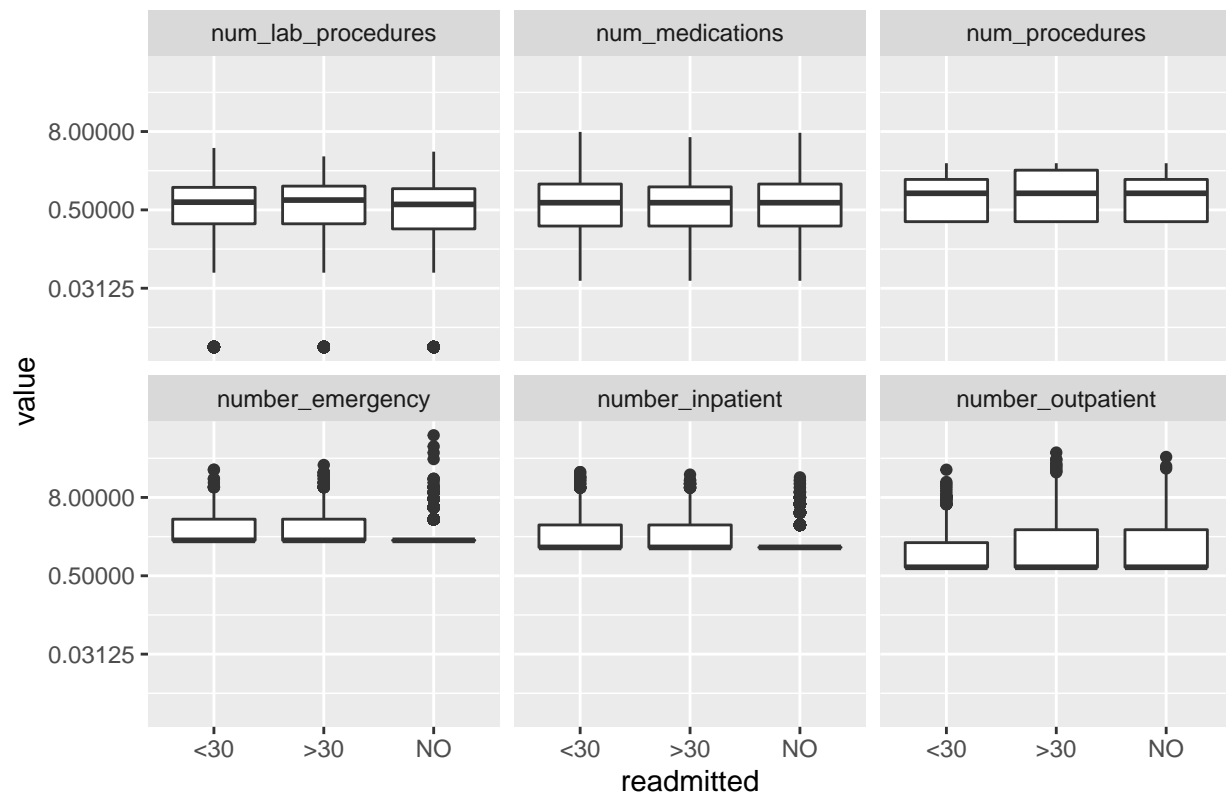 num_lab_procedures
num_medications
num_procedures
8.00000
0.50000
0.03125
value
number_emergency
number_inpatient
number_outpatient
8.00000
0.50000
0.03125
<30
>30
NO
<30
>30
NO
<30
>30
NO
readmitted